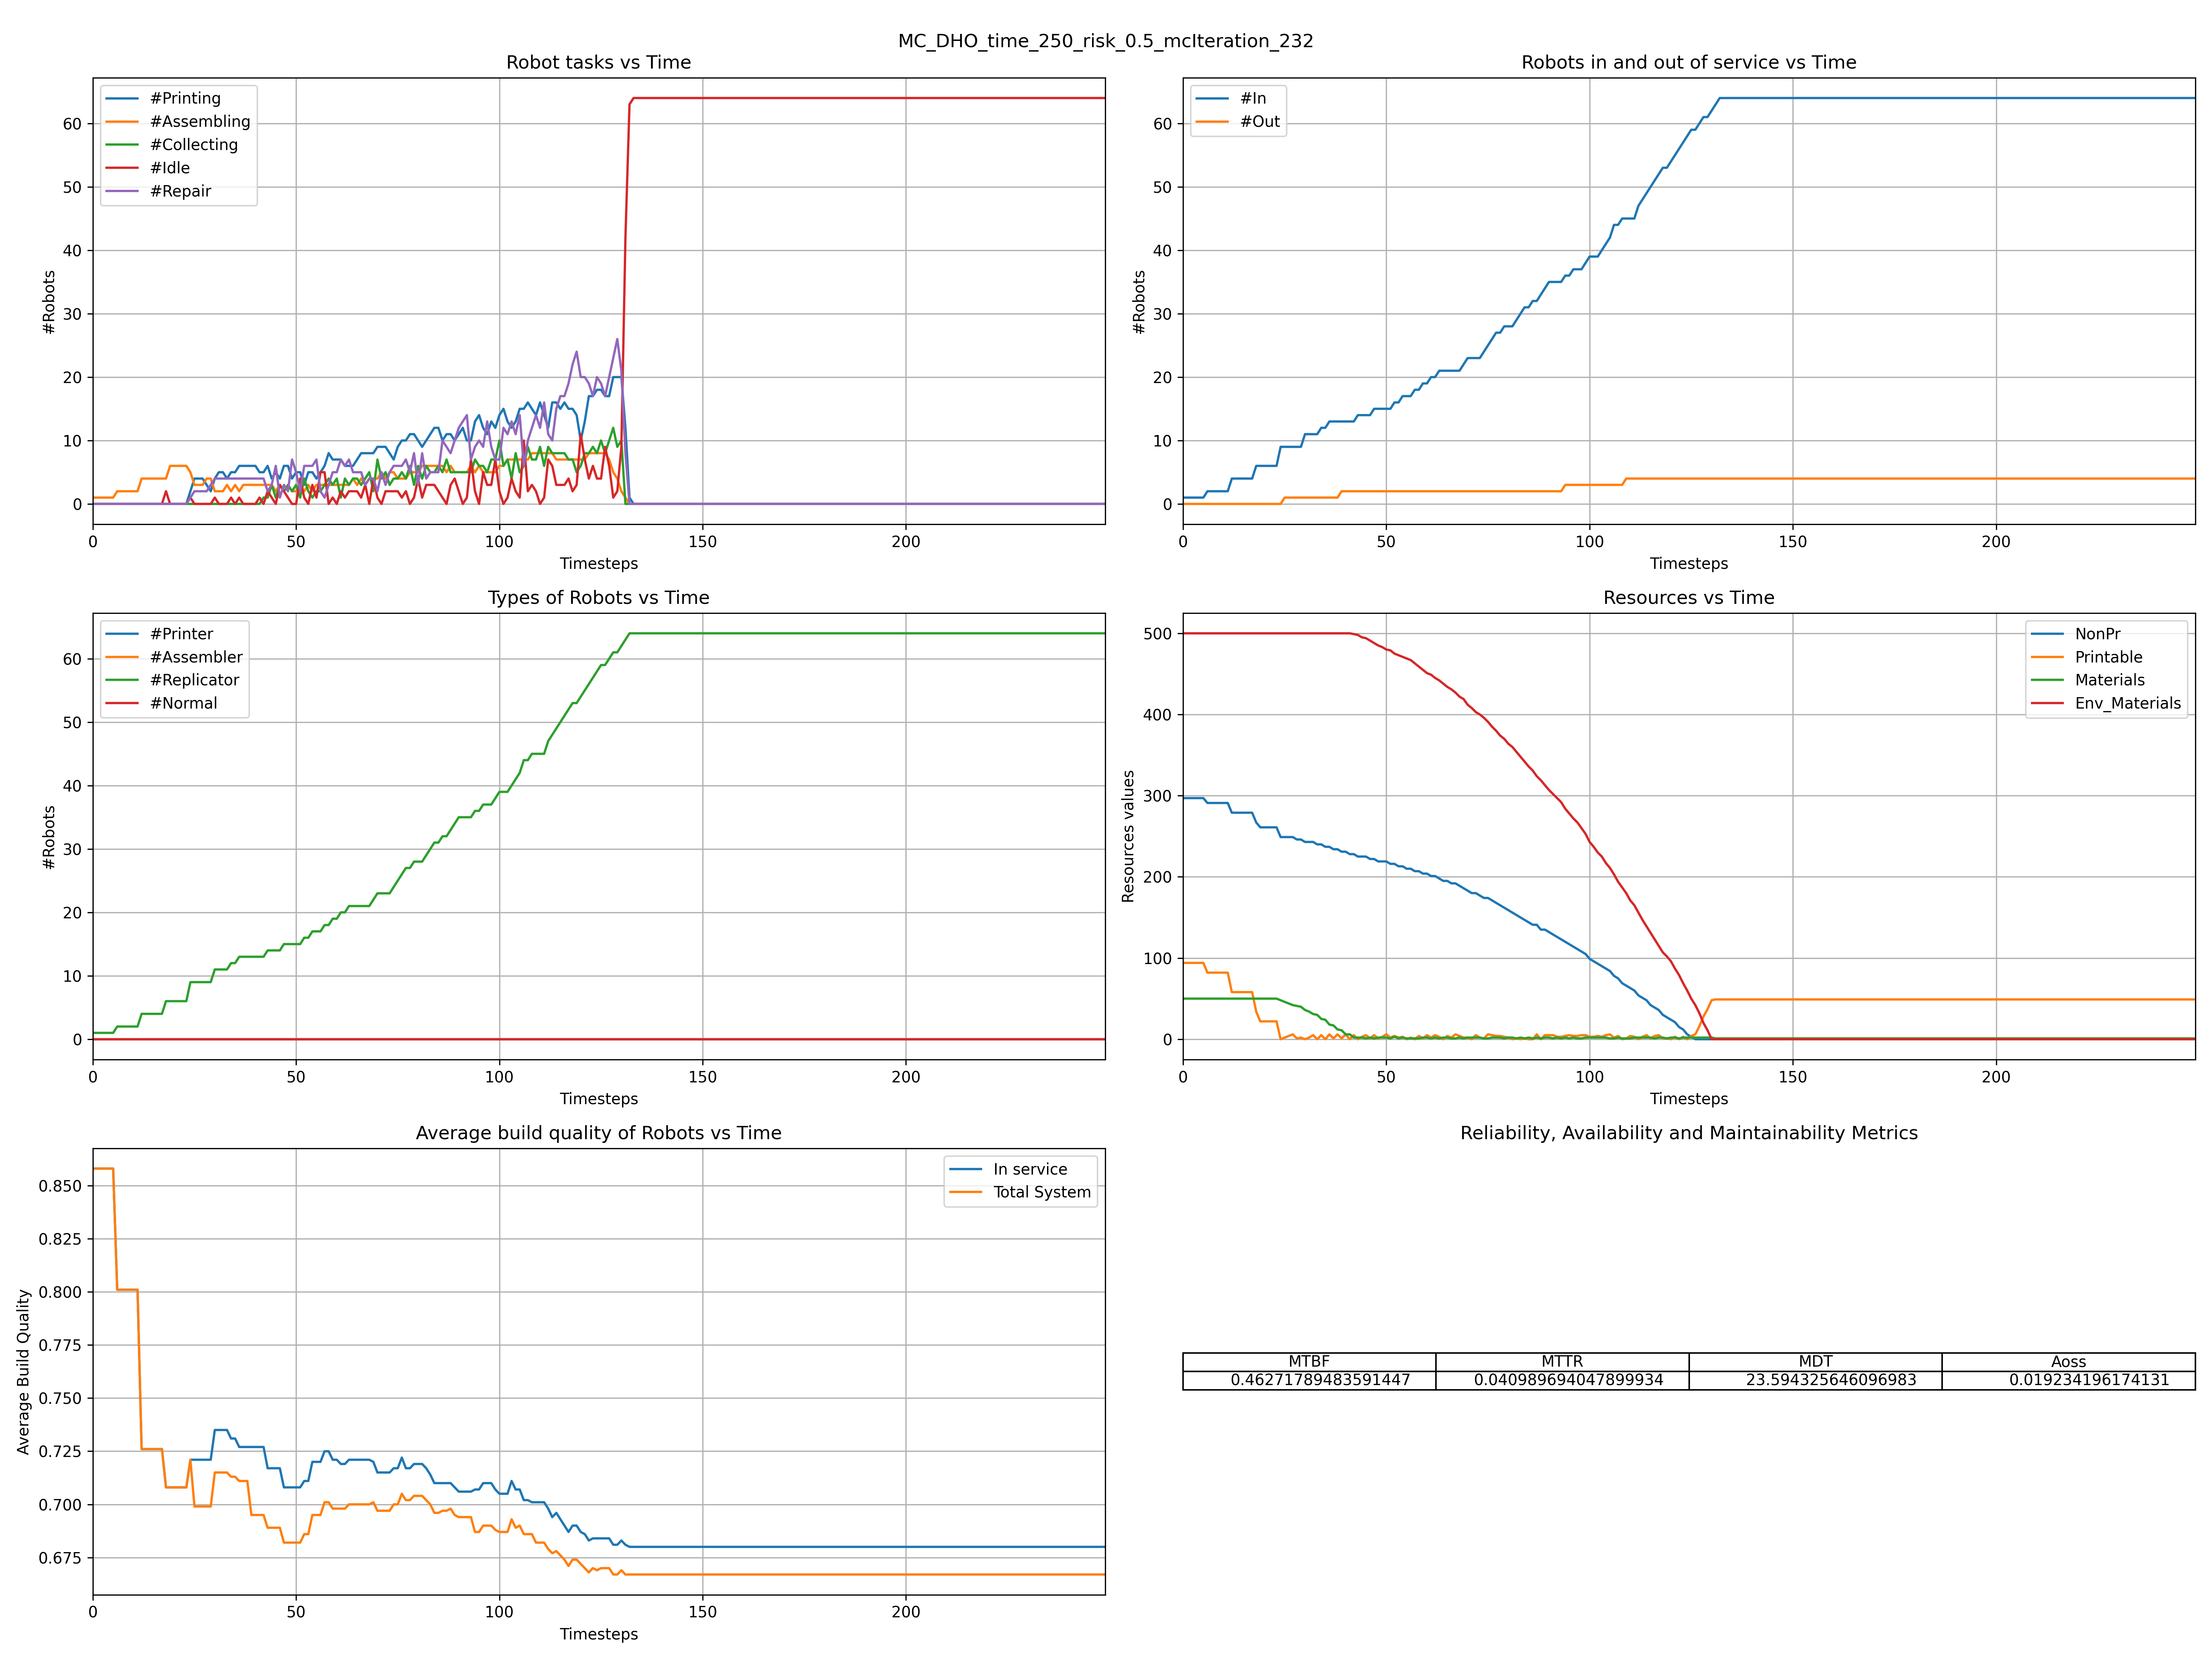 MC_DHO_time_250_risk_0.5_mcIteration_232
Robot tasks vs Time
#Printing
#Assembling
#Collecting
#Idle
#Repair
#Robots
60
50
40
30
20
10
0
0 50 100 150 200
Timesteps
Robots in and out of service vs Time
#In
#Out
#Robots
60
50
40
30
20
10
0
0 50 100 150 200
Timesteps
Types of Robots vs Time
#Printer
#Assembler
#Replicator
#Normal
#Robots
60
50
40
30
20
10
0
0 50 100 150 200
Timesteps
Resources vs Time
NonPr
Printable
Materials
Env_Materials
Resources values
500
400
300
200
100
0
0 50 100 150 200
Timesteps
Average build quality of Robots vs Time
In service
Total System
Average Build Quality
0.850
0.825
0.800
0.775
0.750
0.725
0.700
0.675
0 50 100 150 200
Timesteps
Reliability, Availability and Maintainability Metrics
MTBF MTTR MDT Aoss
0.46271789483591447 0.040989694047899934 23.594325646096983 0.019234196174131